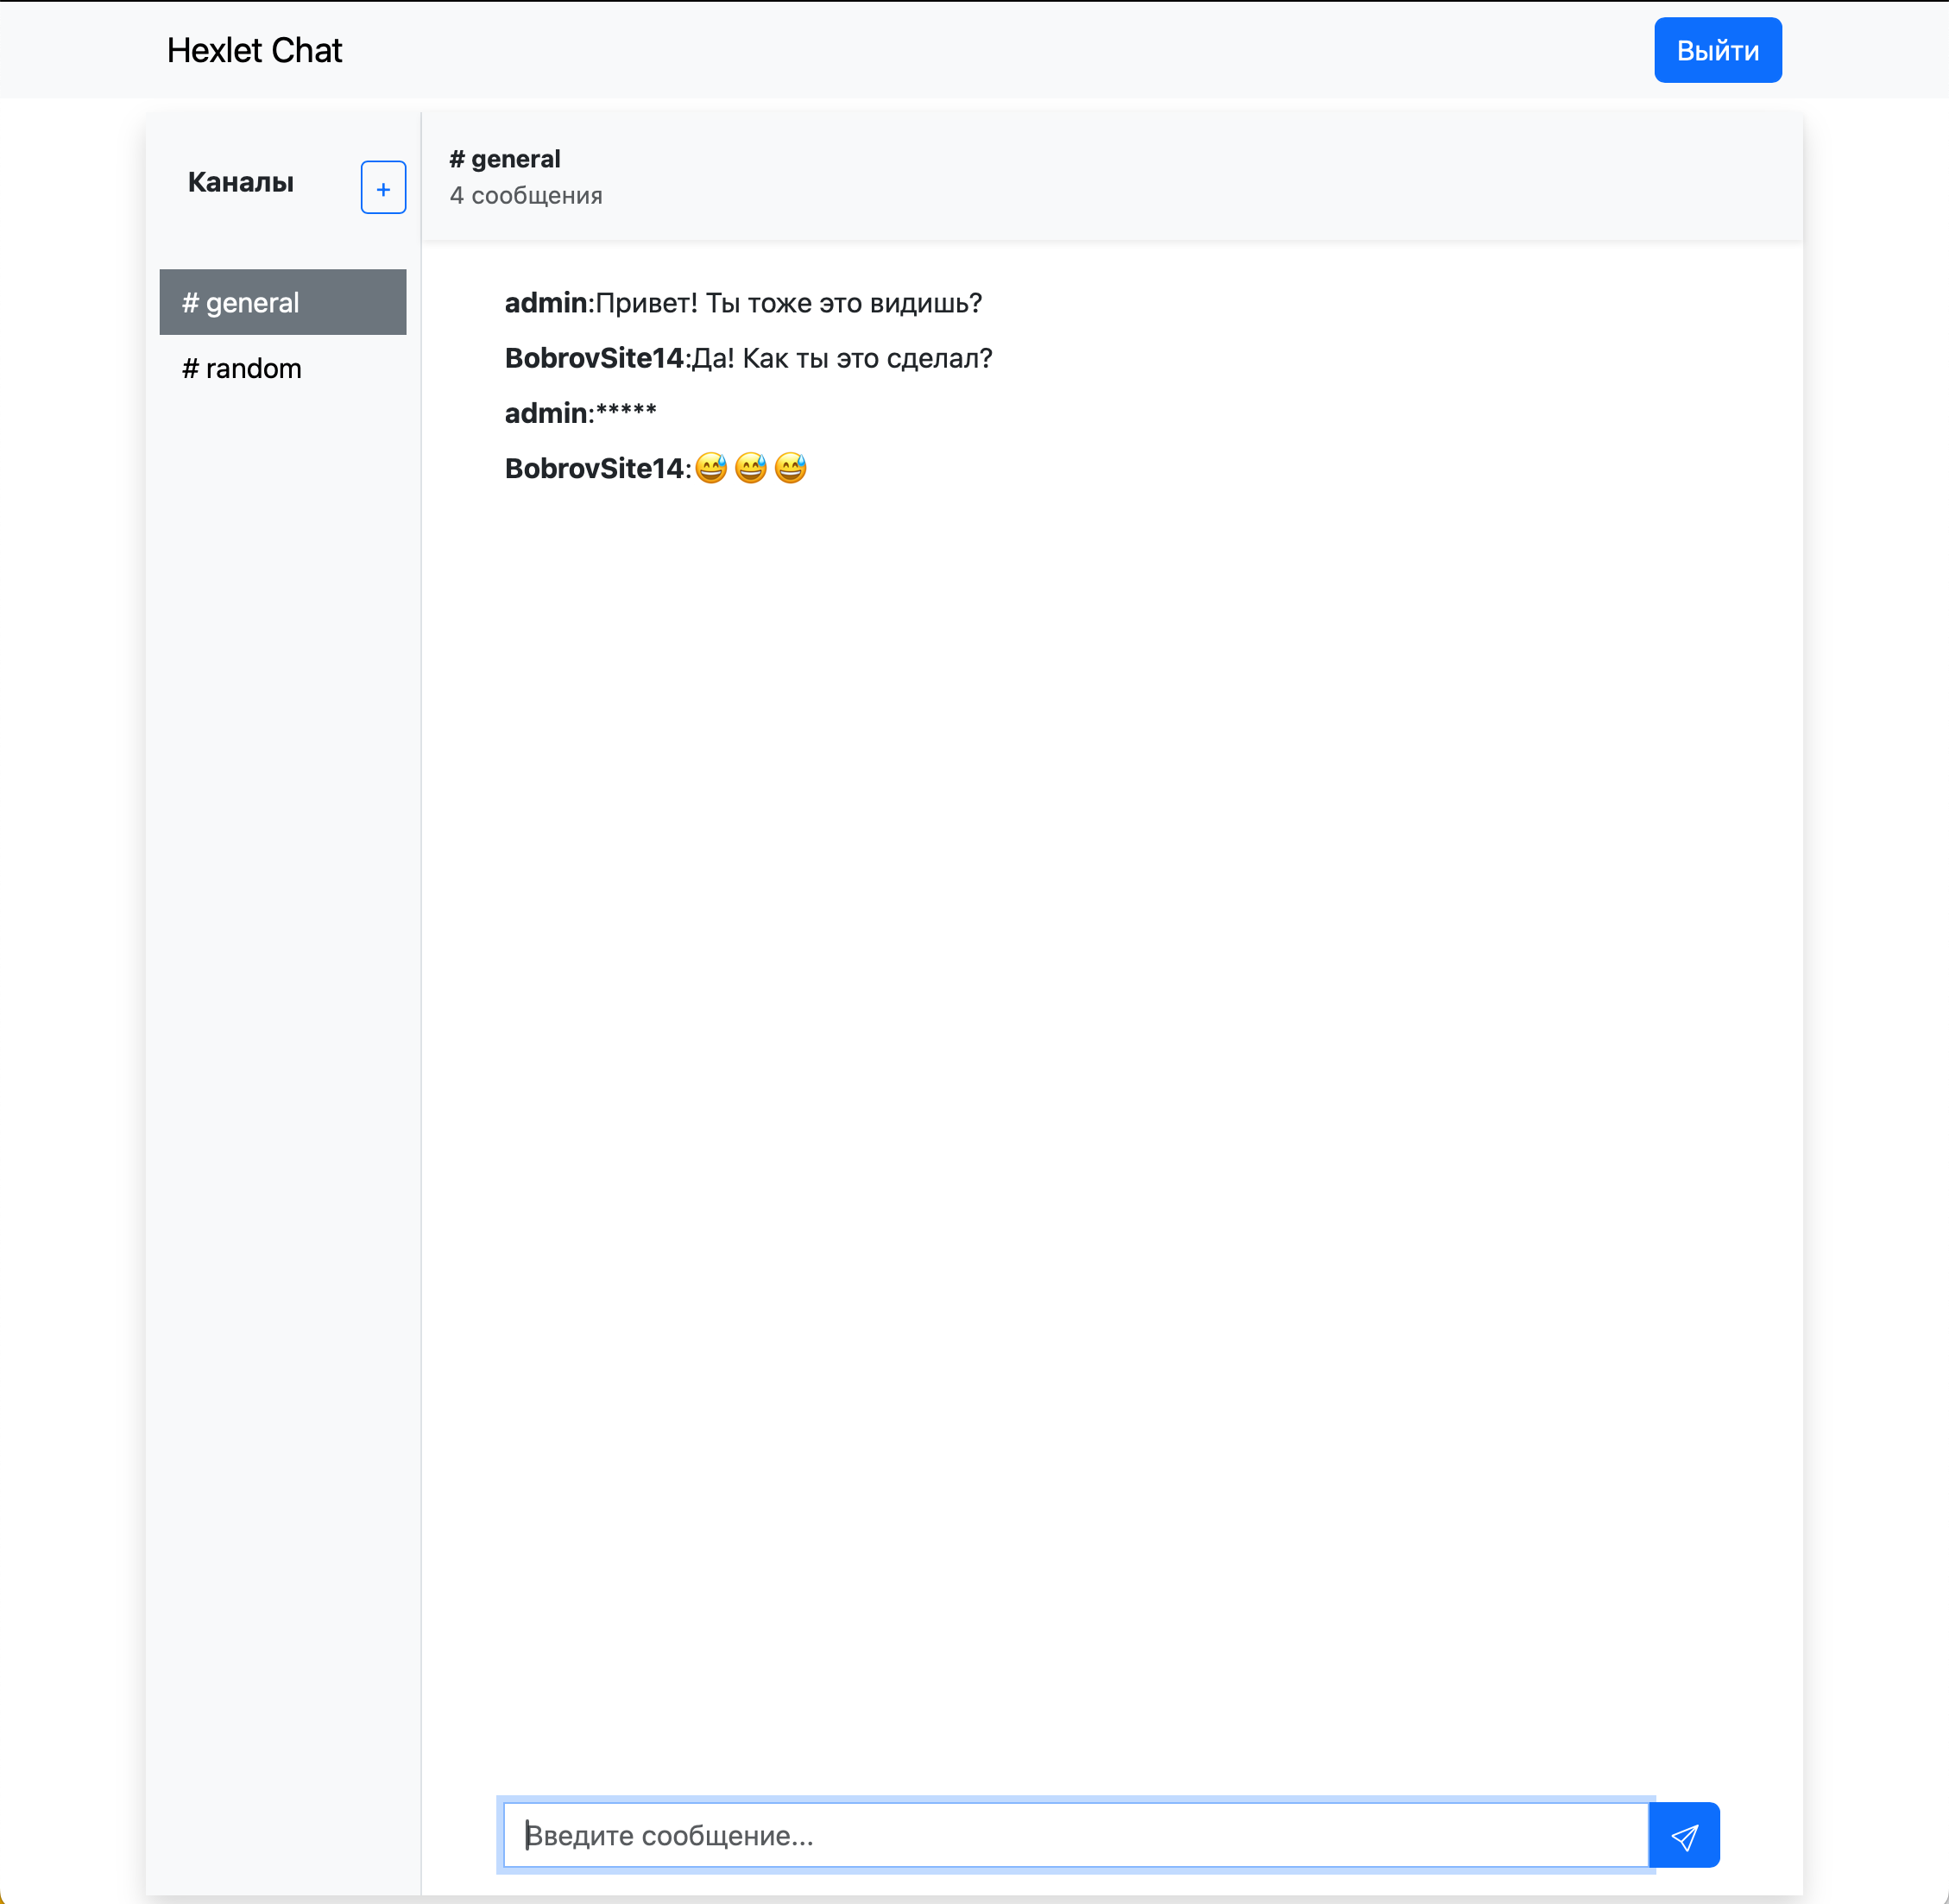 Hexlet Chat
Выйти
Каналы
+
# general
# random
# general
4 сообщения
admin:Привет! Ты тоже это видишь?
BobrovSite14:Да! Как ты это сделал?
admin:*****
BobrovSite14:😅😅😅
Введите сообщение...